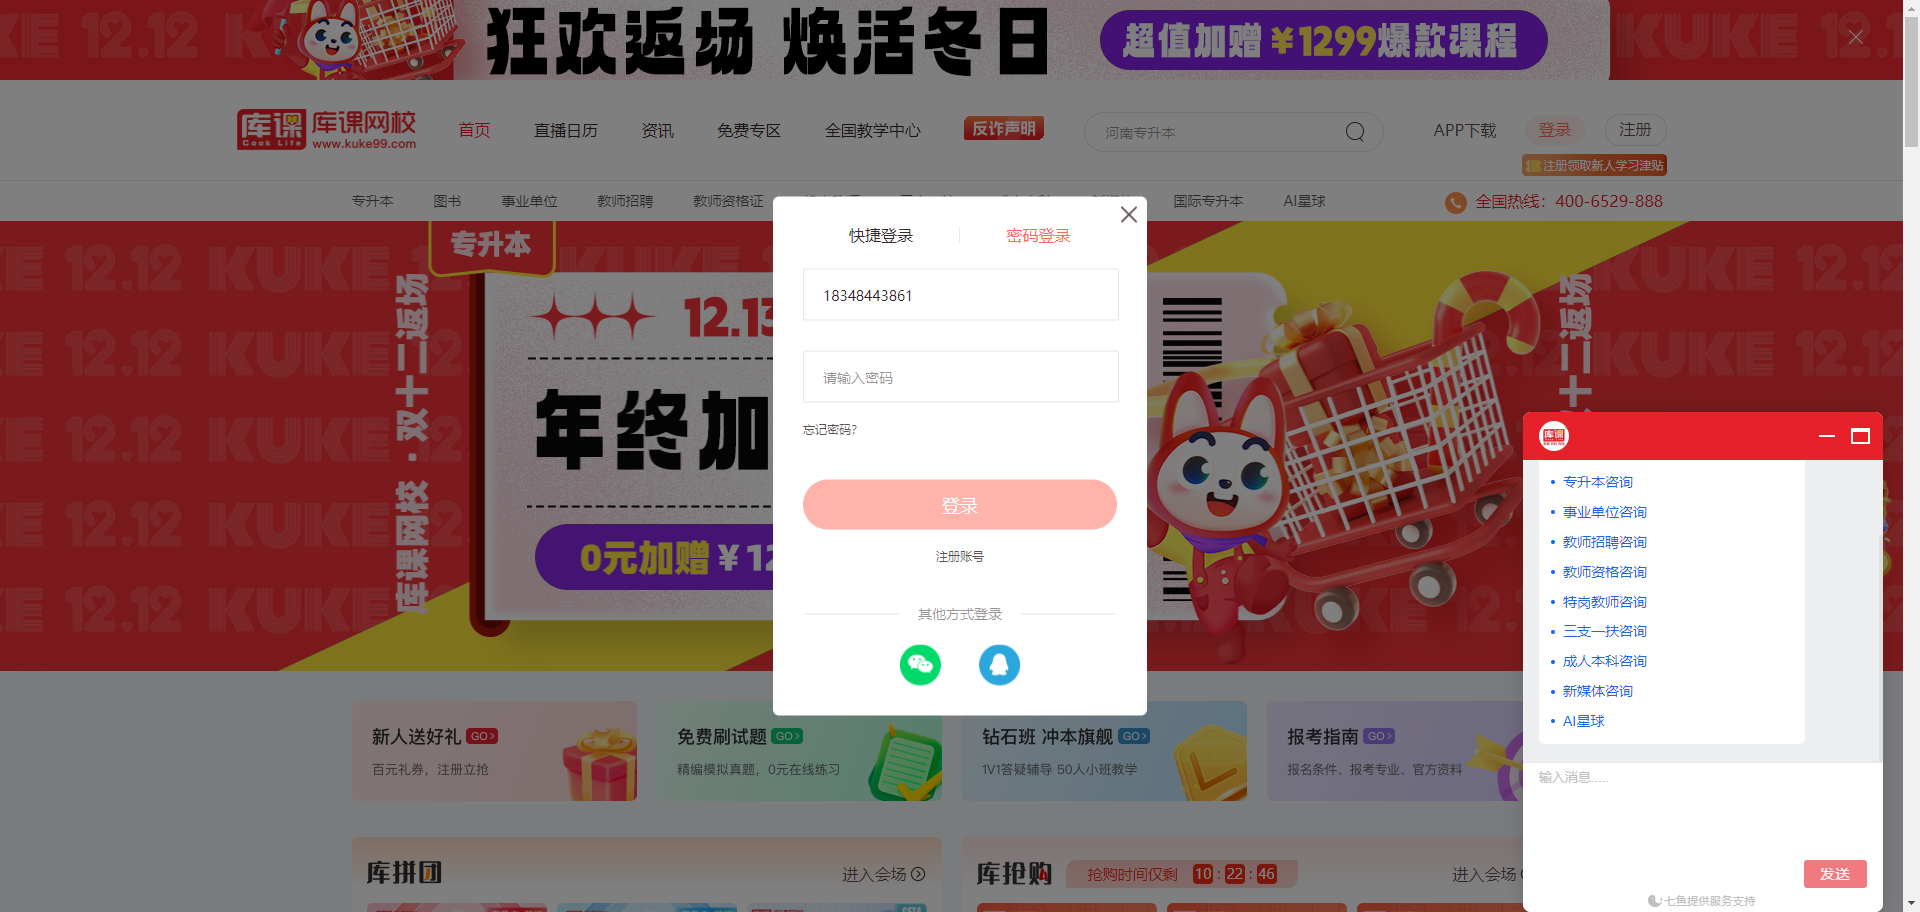 KUKE 12.12 KUKE
狂欢返场 焕活冬日
超值加赠¥1299爆款课程
KUKE 12.12
库课
Cook Life
库课网校
www.kuke99.com
首页
直播日历
资讯
免费专区
全国教学中心
反诈声明
河南专升本
APP下载
登录
注册
注册领取新人学习津贴
专升本
图书
事业单位
教师招聘
教师资格证
国际专升本
AI星球
全国热线：400-6529-888
专升本
12.13
年终加
0元加赠¥12
库课网校·双十二返场
双十二返场
KUKE 12.12 KUKE
KUKE 12.12
快捷登录
密码登录
18348443861
请输入密码
忘记密码?
登录
注册账号
其他方式登录
新人送好礼 GO>
百元礼券，注册立抢
免费刷试题 GO>
精编模拟真题，0元在线练习
钻石班 冲本旗舰 GO>
1V1答疑辅导 50人小班教学
报考指南 GO>
报名条件、报考专业、官方资料
库拼团
进入会场
库抢购
抢购时间仅剩 10 : 22 : 46
进入会场
库课
专升本咨询
事业单位咨询
教师招聘咨询
教师资格咨询
特岗教师咨询
三支一扶咨询
成人本科咨询
新媒体咨询
AI星球
输入消息.....
发送
七鱼提供服务支持